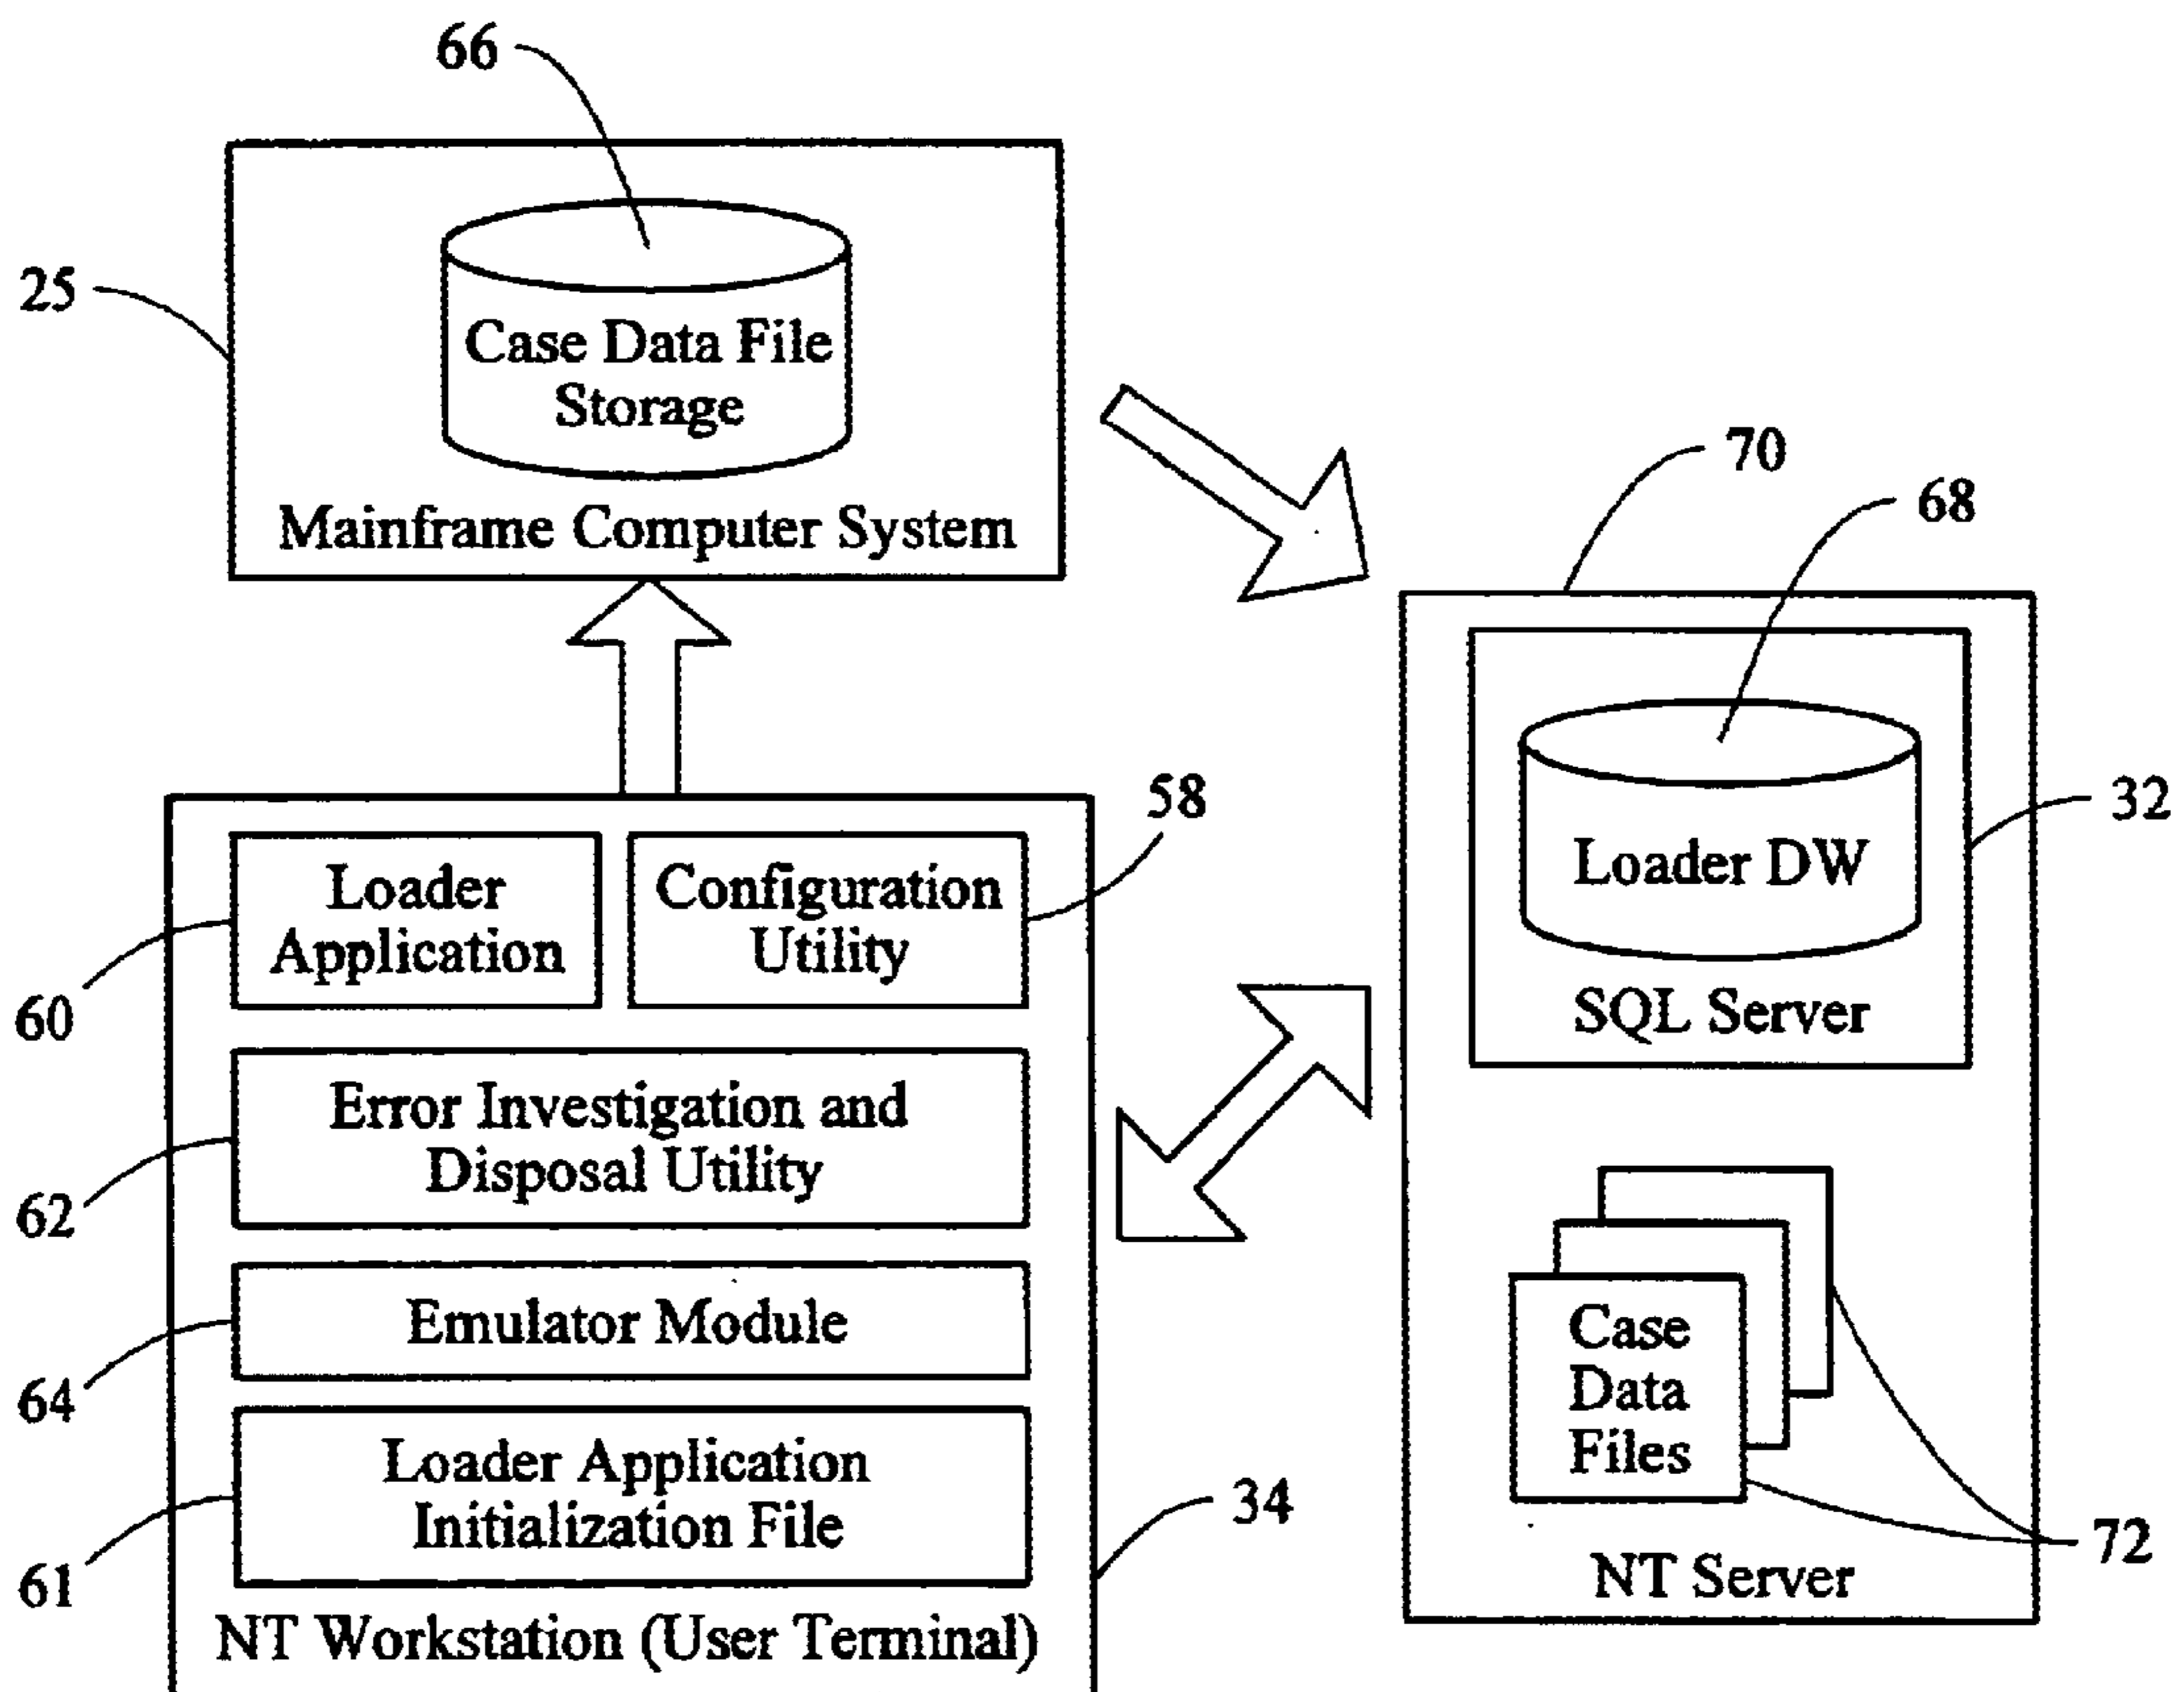 66
25
Case Data File
Storage
Mainframe Computer System
70
68
58
32
Loader
Application
Configuration
Utility
Loader DW
60
SQL Server
Error Investigation and
Disposal Utility
62
Emulator Module
64
Case
Data
Files
Loader Application
Initialization File
34
61
72
NT Server
NT Workstation (User Terminal)